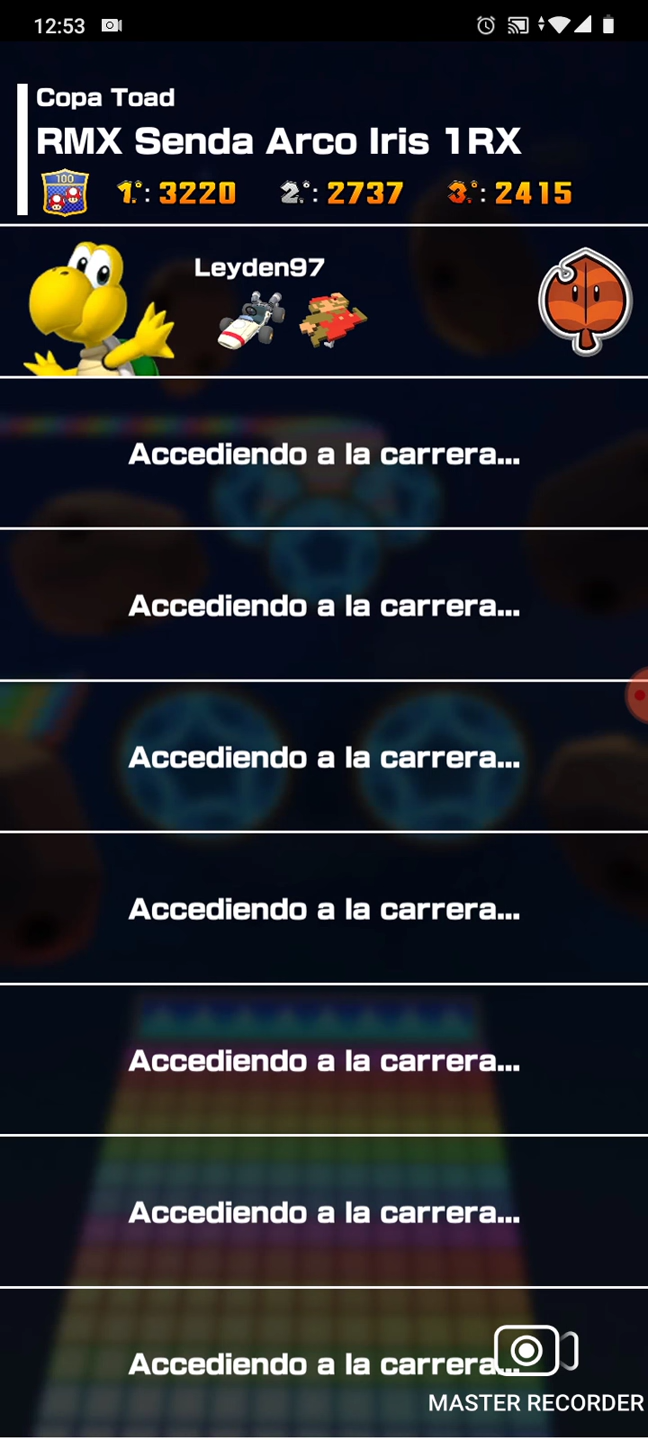 12:53
Copa Toad
RMX Senda Arco Iris 1RX
100 1.°: 3220 2.°: 2737 3.°: 2415
Leyden97
Accediendo a la carrera...
Accediendo a la carrera...
Accediendo a la carrera...
Accediendo a la carrera...
Accediendo a la carrera...
Accediendo a la carrera...
Accediendo a la carrera...
MASTER RECORDER